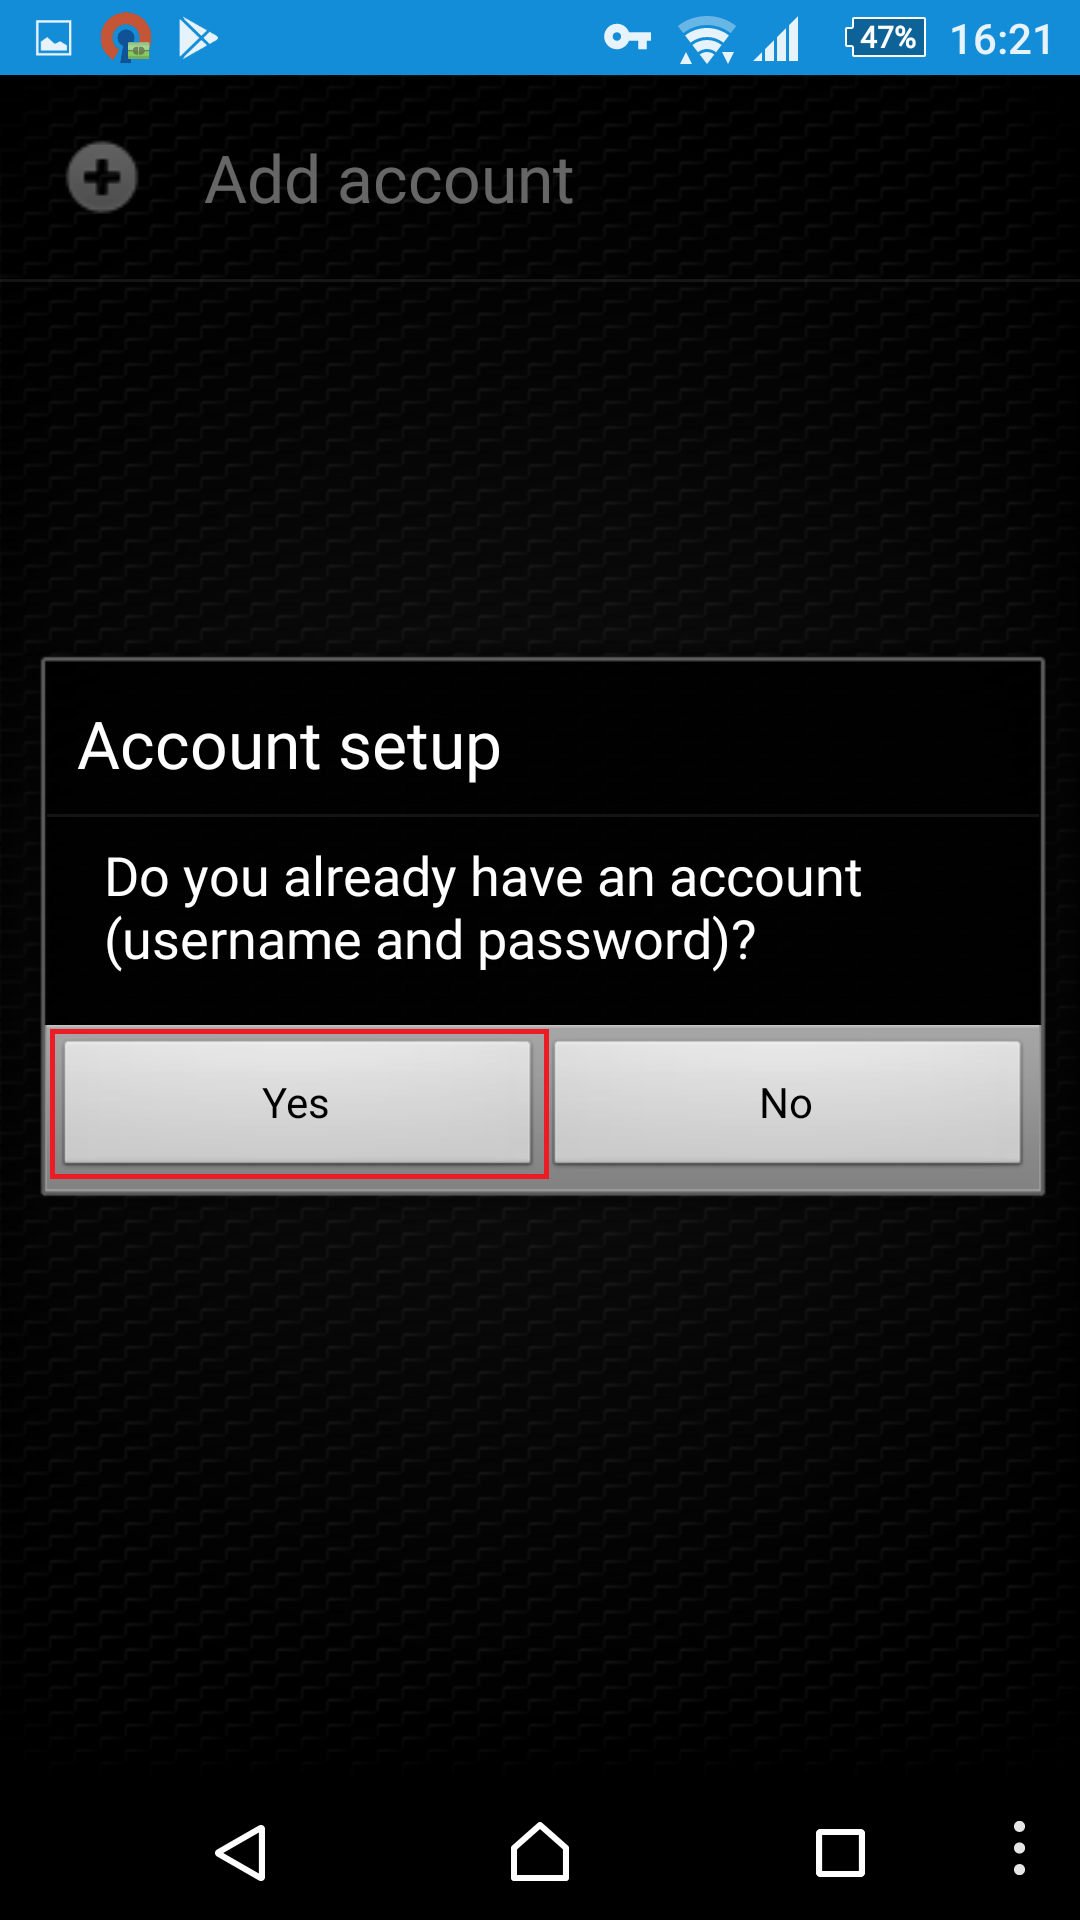 47% 16:21
Add account
Account setup
Do you already have an account
(username and password)?
Yes No